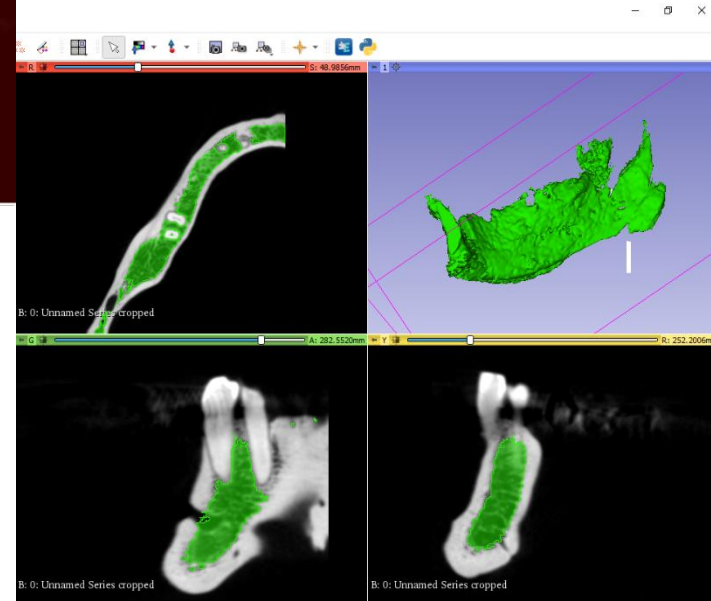 R
S: 48.9856mm
1
B: 0: Unnamed Series cropped
G
A: 282.5520mm
Y
R: 252.2006m
B: 0: Unnamed Series cropped
B: 0: Unnamed Series cropped